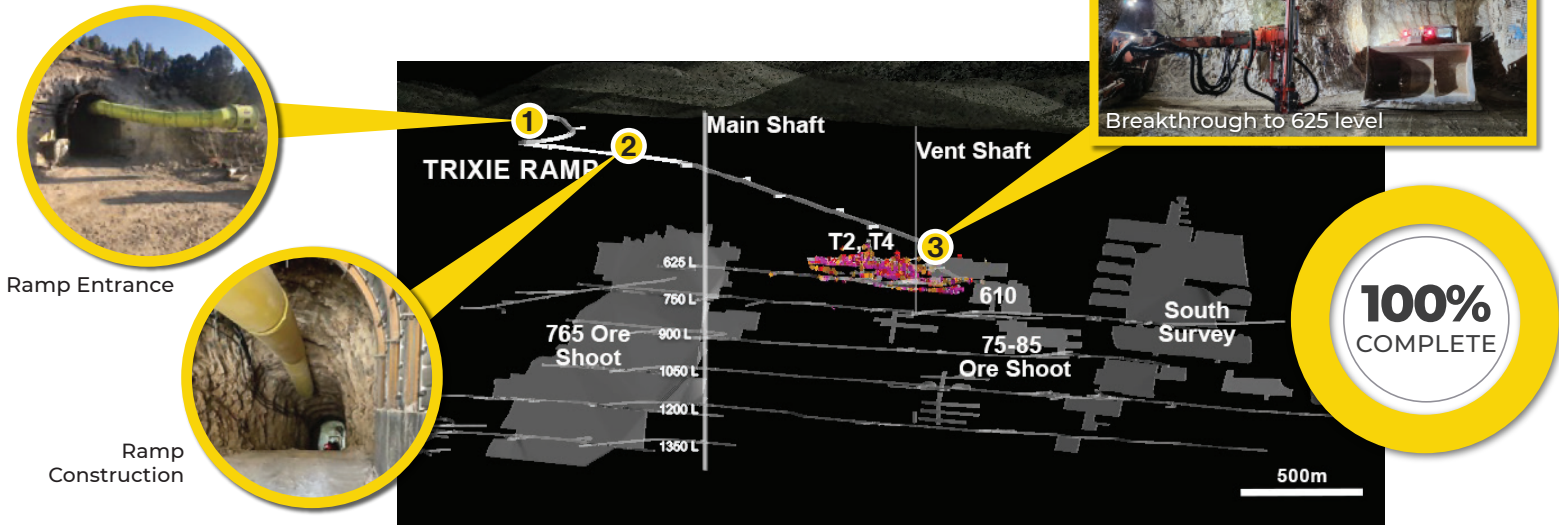 Breakthrough to 625 level
1
2
Main Shaft
Vent Shaft
TRIXIE RAMP
T2, T4
3
Ramp Entrance
625 L
750 L
610
100%
COMPLETE
765 Ore
Shoot
900 L
75-85
Ore Shoot
South
Survey
1050 L
1200 L
1350 L
Ramp
Construction
500m